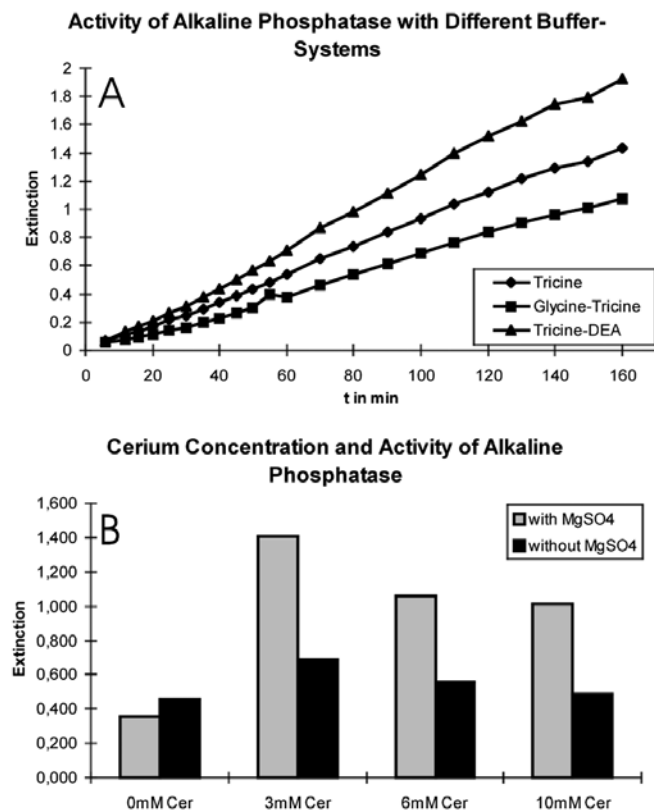 Activity of Alkaline Phosphatase with Different Buffer-
Systems
A
2
1.8
1.6
1.4
1.2
1
0.8
0.6
0.4
0.2
0
Extinction
Tricine
Glycine-Tricine
Tricine-DEA
0 20 40 60 80 100 120 140 160
t in min
Cerium Concentration and Activity of Alkaline
Phosphatase
B
1,600
1,400
1,200
1,000
0,800
0,600
0,400
0,200
0,000
Extinction
with MgSO4
without MgSO4
0mM Cer 3mM Cer 6mM Cer 10mM Cer